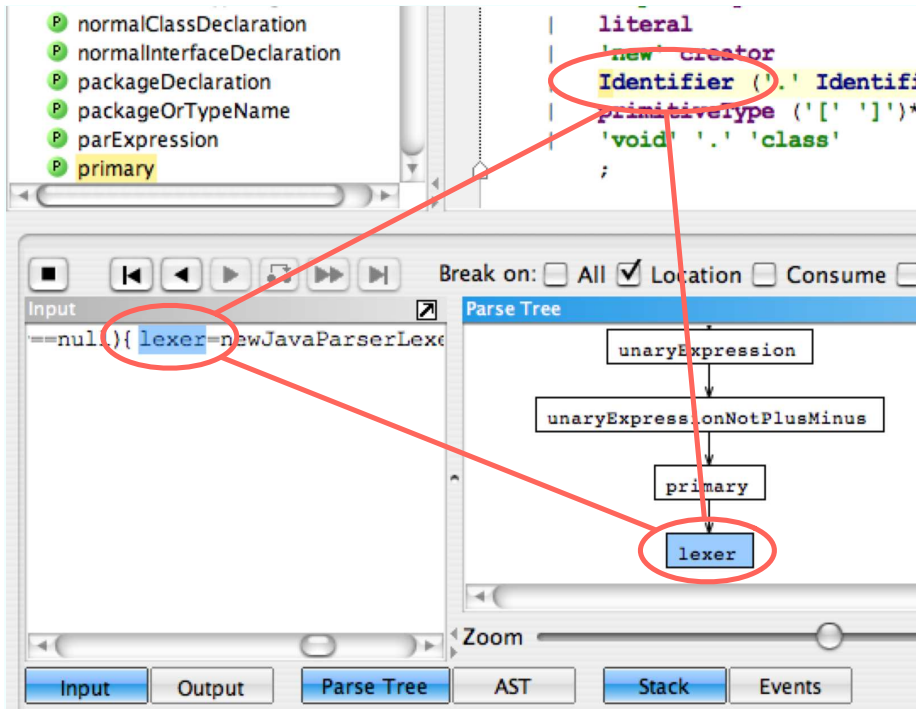 normalClassDeclaration
normalInterfaceDeclaration
packageDeclaration
packageOrTypeName
parExpression
primary
| literal
| 'new' creator
| Identifier ('.' Identifi
| primitiveType ('[' ']')*
| 'void' '.' 'class'
;
Break on: All Location Consume
Input
==null){ lexer=newJavaParserLexe
Parse Tree
unaryExpression
unaryExpressionNotPlusMinus
primary
lexer
Zoom
Input Output Parse Tree AST Stack Events